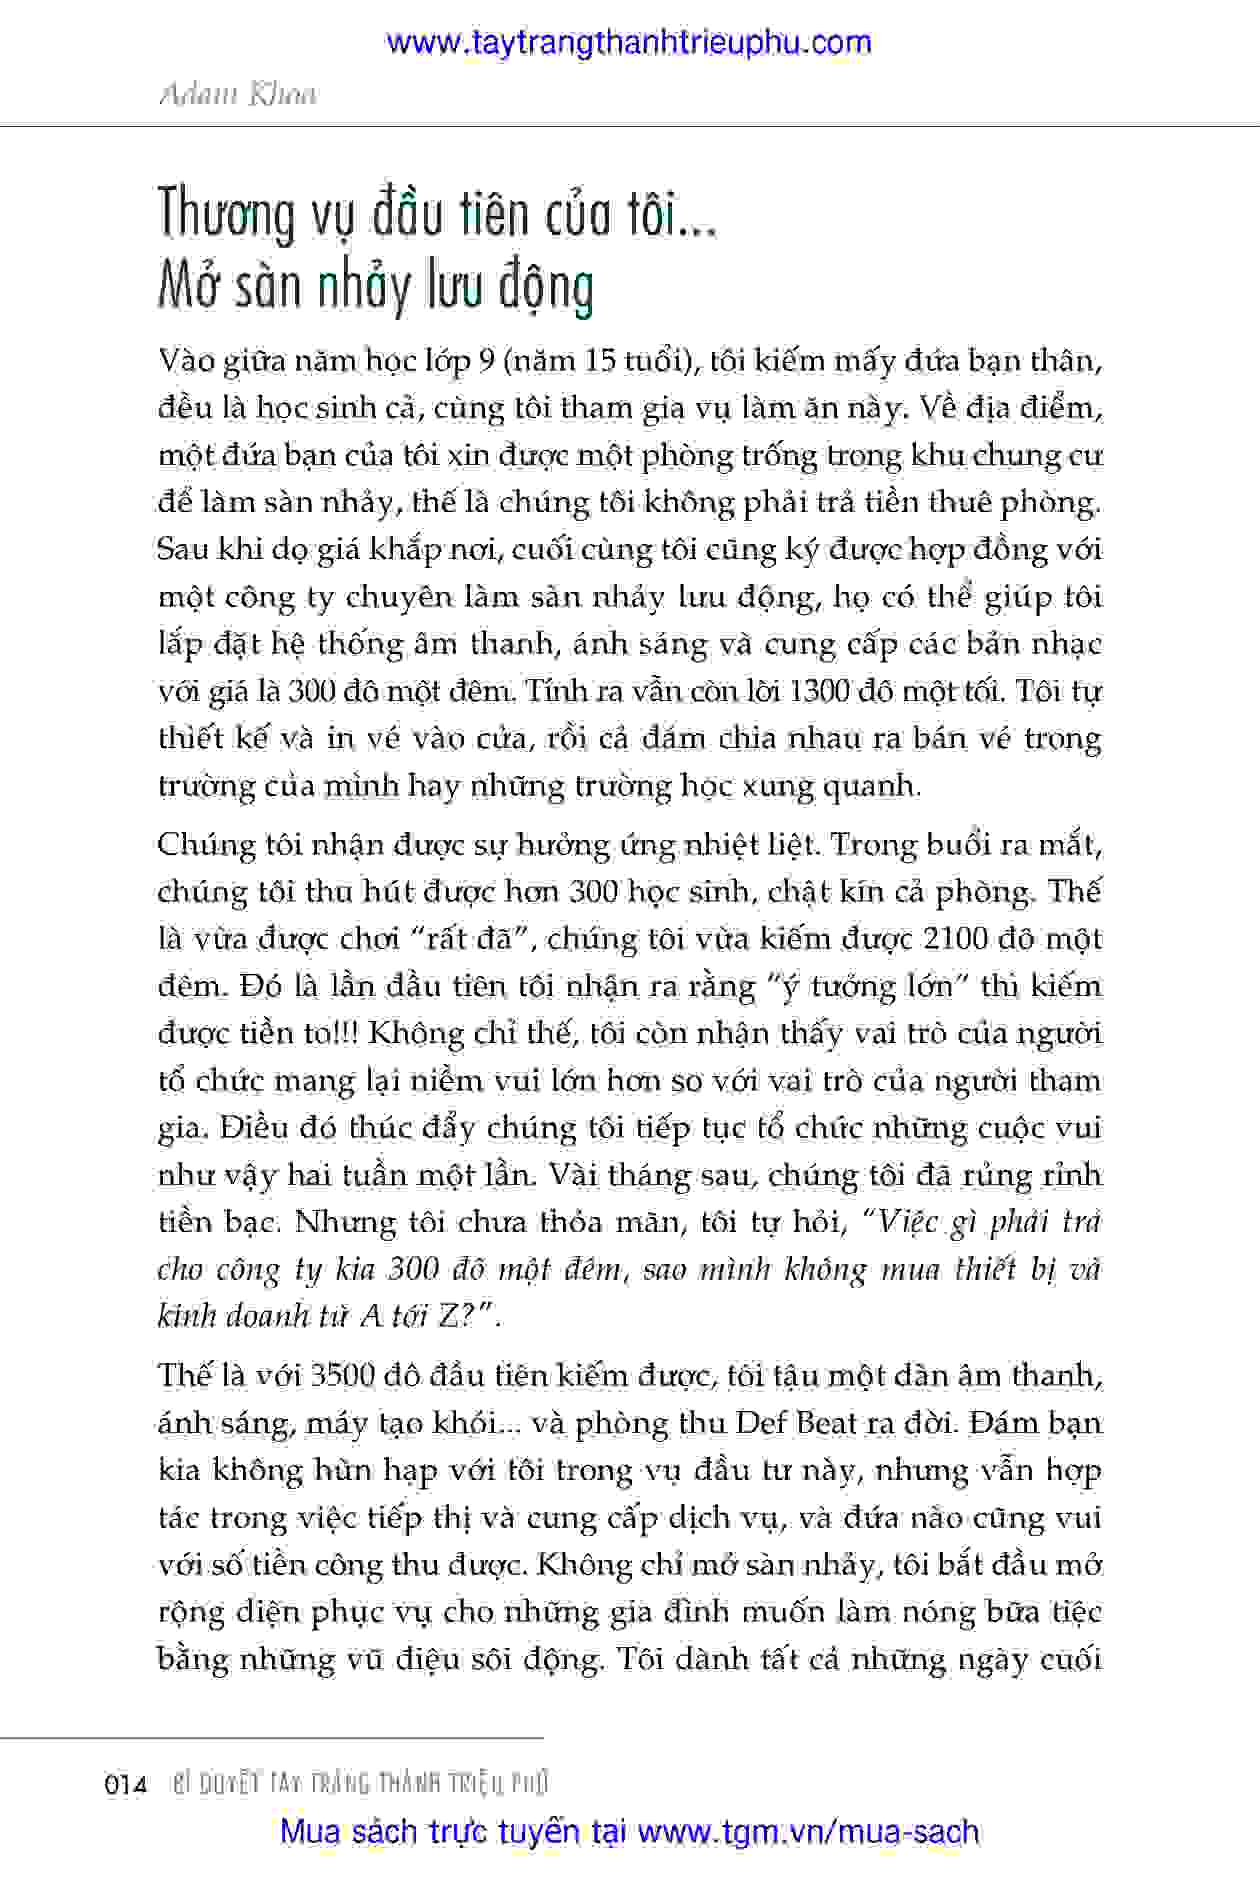 www.taytrangthanhtrieuphu.com
Adam Khoo
Thương vụ đầu tiên của tôi...
Mở sàn nhảy lưu động
Vào giữa năm học lớp 9 (năm 15 tuổi), tôi kiếm mấy đứa bạn thân,
đều là học sinh cả, cùng tôi tham gia vụ làm ăn này. Về địa điểm,
một đứa bạn của tôi xin được một phòng trống trong khu chung cư
để làm sàn nhảy, thế là chúng tôi không phải trả tiền thuê phòng.
Sau khi dọ giá khắp nơi, cuối cùng tôi cũng ký được hợp đồng với
một công ty chuyên làm sàn nhảy lưu động, họ có thể giúp tôi
lắp đặt hệ thống âm thanh, ánh sáng và cung cấp các bản nhạc
với giá là 300 đô một đêm. Tính ra vẫn còn lời 1300 đô một tối. Tôi tự
thiết kế và in vé vào cửa, rồi cả đám chia nhau ra bán vé trong
trường của mình hay những trường học xung quanh.
Chúng tôi nhận được sự hưởng ứng nhiệt liệt. Trong buổi ra mắt,
chúng tôi thu hút được hơn 300 học sinh, chật kín cả phòng. Thế
là vừa được chơi “rất đã”, chúng tôi vừa kiếm được 2100 đô một
đêm. Đó là lần đầu tiên tôi nhận ra rằng “ý tưởng lớn” thì kiếm
được tiền to!!! Không chỉ thế, tôi còn nhận thấy vai trò của người
tổ chức mang lại niềm vui lớn hơn so với vai trò của người tham
gia. Điều đó thúc đẩy chúng tôi tiếp tục tổ chức những cuộc vui
như vậy hai tuần một lần. Vài tháng sau, chúng tôi đã rủng rỉnh
tiền bạc. Nhưng tôi chưa thỏa mãn, tôi tự hỏi, “Việc gì phải trả
cho công ty kia 300 đô một đêm, sao mình không mua thiết bị và
kinh doanh từ A tới Z?”.
Thế là với 3500 đô đầu tiên kiếm được, tôi tậu một dàn âm thanh,
ánh sáng, máy tạo khói... và phòng thu Def Beat ra đời. Đám bạn
kia không hùn hạp với tôi trong vụ đầu tư này, nhưng vẫn hợp
tác trong việc tiếp thị và cung cấp dịch vụ, và đứa nào cũng vui
với số tiền công thu được. Không chỉ mở sàn nhảy, tôi bắt đầu mở
rộng diện phục vụ cho những gia đình muốn làm nóng bữa tiệc
bằng những vũ điệu sôi động. Tôi dành tất cả những ngày cuối
014 BÍ QUYẾT TAY TRẮNG THÀNH TRIỆU PHÚ
Mua sách trực tuyến tại www.tgm.vn/mua-sach